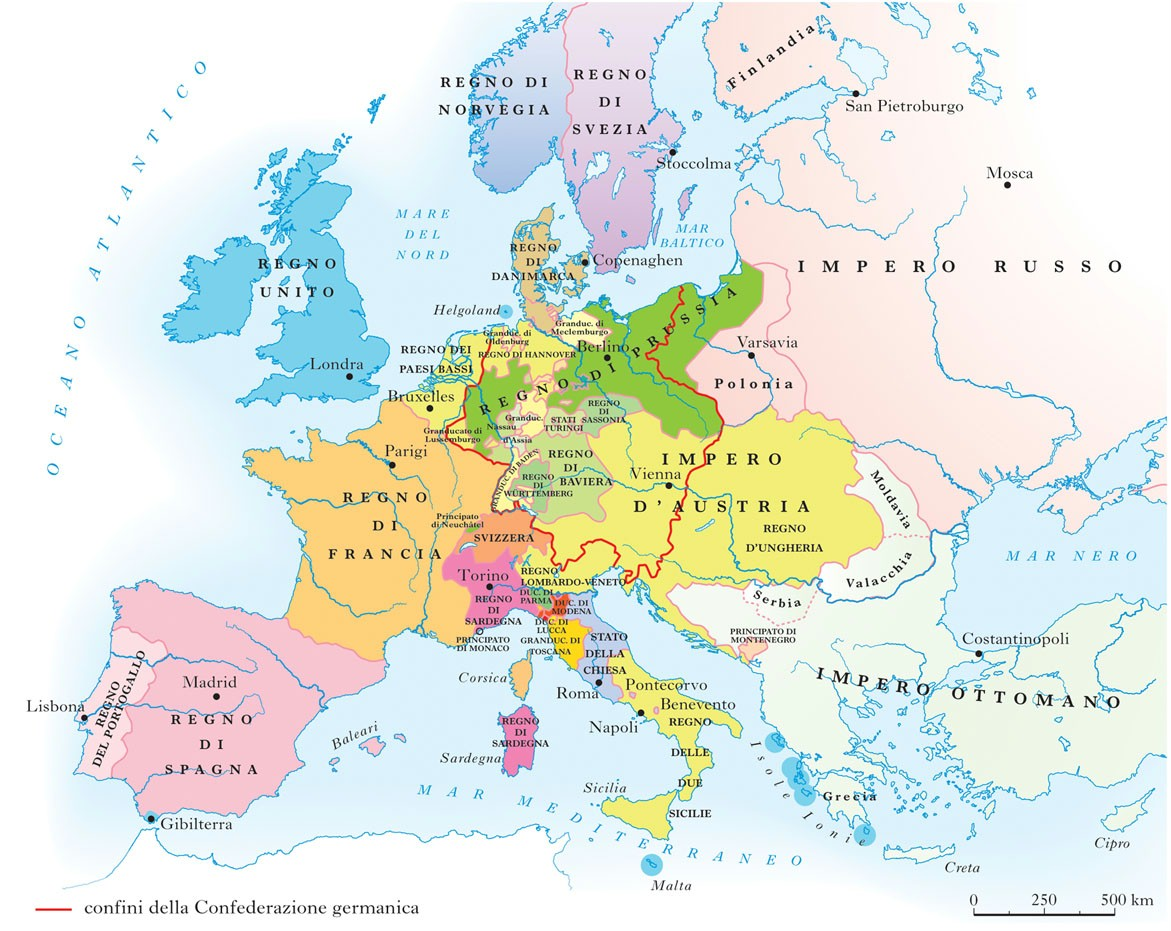 OCEANO ATLANTICO
REGNO DI
NORVEGIA
REGNO
DI
SVEZIA
Finlandia
San Pietroburgo
Stoccolma
Mosca
MARE
DEL
NORD
MAR
BALTICO
REGNO
UNITO
REGNO
DI
DANIMARCA
Copenaghen
IMPERO RUSSO
Helgoland
Granduc. di
Oldenburg
Granduc. di
Meclemburgo
REGNO DI HANNOVER
Berlino
REGNO DI PRUSSIA
Varsavia
Polonia
Londra
REGNO DEI
PAESI BASSI
Bruxelles
Granducato di
Lussemburgo
Nassau
Granduc.
d'Assia
STATI
TURINGI
REGNO
DI
SASSONIA
Parigi
REGNO
DI
FRANCIA
GRANDUC. DI BADEN
REGNO
DI
WÜRTTEMBERG
REGNO
DI
BAVIERA
Vienna
IMPERO
D'AUSTRIA
REGNO
D'UNGHERIA
Moldavia
Valacchia
MAR NERO
Principato
di Neuchâtel
SVIZZERA
Torino
REGNO
DI
SARDEGNA
PRINCIPATO
DI MONACO
REGNO
LOMBARDO-VENETO
DUC. DI
PARMA
DUC. DI
MODENA
DUC. DI
LUCCA
GRANDUC. DI
TOSCANA
STATO
DELLA
CHIESA
Roma
Serbia
PRINCIPATO DI
MONTENEGRO
Costantinopoli
IMPERO OTTOMANO
Corsica
Pontecorvo
Benevento
Napoli
REGNO
DELLE
DUE
SICILIE
REGNO
DI
SARDEGNA
Sardegna
Sicilia
Lisbona
REGNO
DEL PORTOGALLO
Madrid
REGNO
DI
SPAGNA
Baleari
Gibilterra
MAR MEDITERRANEO
Isole Ionie
Grecia
Malta
Creta
Cipro
confini della Confederazione germanica
0 250 500 km